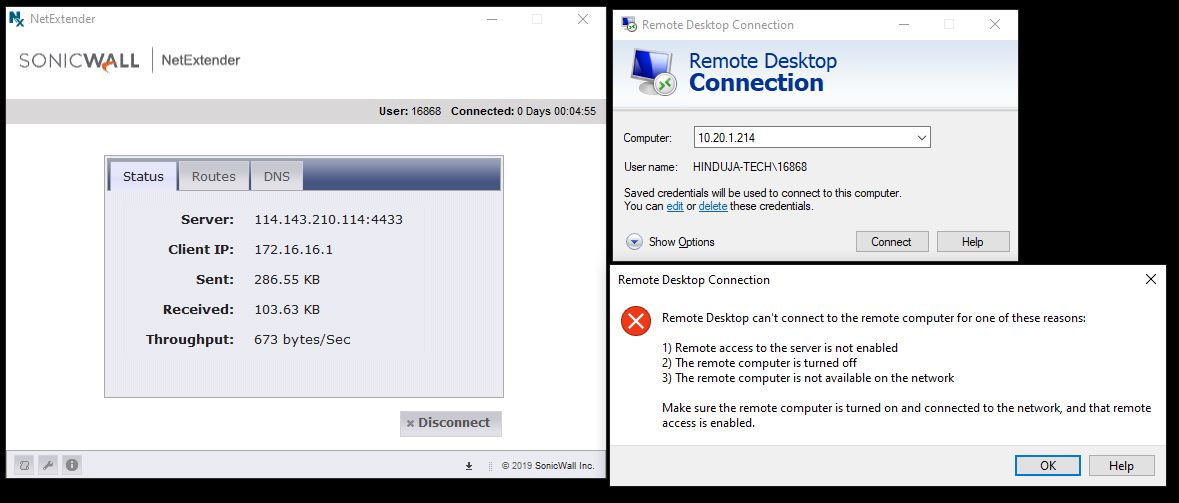 NetExtender
SONICWALL | NetExtender
User: 16868 Connected: 0 Days 00:04:55
Status Routes DNS
Server: 114.143.210.114:4433
Client IP: 172.16.16.1
Sent: 286.55 KB
Received: 103.63 KB
Throughput: 673 bytes/Sec
Disconnect
© 2019 SonicWall Inc.
Remote Desktop Connection
Remote Desktop
Connection
Computer: 10.20.1.214
User name: HINDUJA-TECH\16868
Saved credentials will be used to connect to this computer.
You can edit or delete these credentials.
Show Options Connect Help
Remote Desktop Connection
Remote Desktop can't connect to the remote computer for one of these reasons:
1) Remote access to the server is not enabled
2) The remote computer is turned off
3) The remote computer is not available on the network
Make sure the remote computer is turned on and connected to the network, and that remote
access is enabled.
OK Help